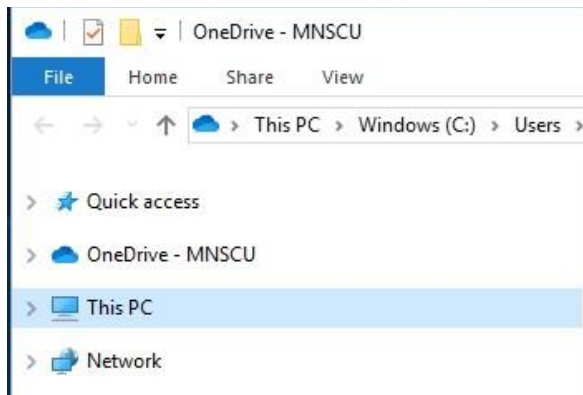 OneDrive - MNSCU
File Home Share View
This PC > Windows (C:) > Users >
Quick access
OneDrive - MNSCU
This PC
Network